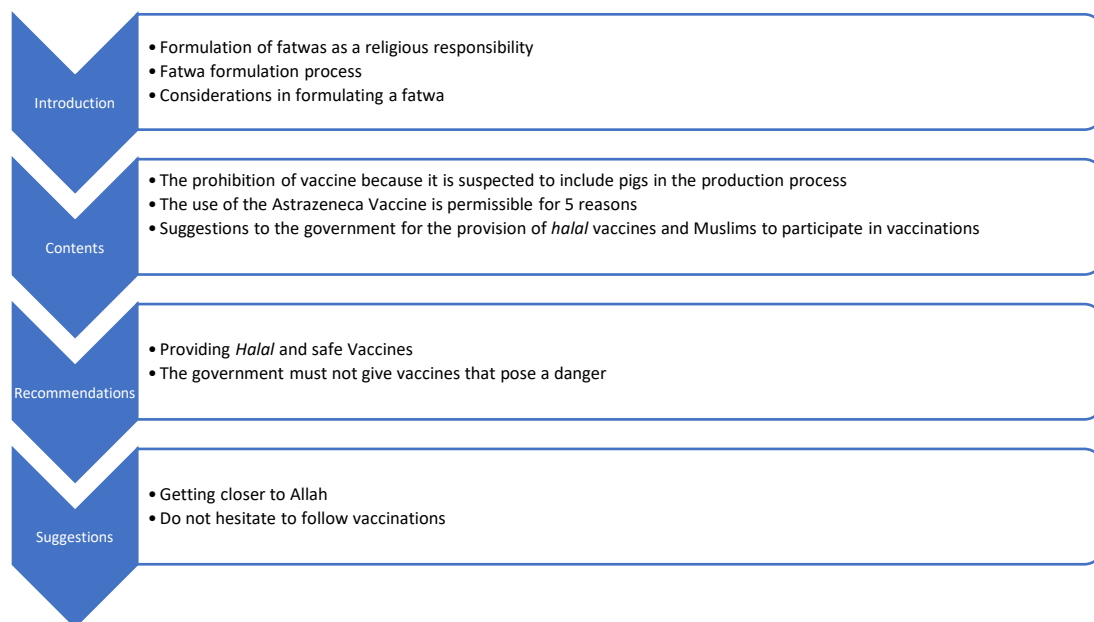 Introduction
• Formulation of fatwas as a religious responsibility
• Fatwa formulation process
• Considerations in formulating a fatwa
Contents
• The prohibition of vaccine because it is suspected to include pigs in the production process
• The use of the Astrazeneca Vaccine is permissible for 5 reasons
• Suggestions to the government for the provision of halal vaccines and Muslims to participate in vaccinations
Recommendations
• Providing Halal and safe Vaccines
• The government must not give vaccines that pose a danger
Suggestions
• Getting closer to Allah
• Do not hesitate to follow vaccinations